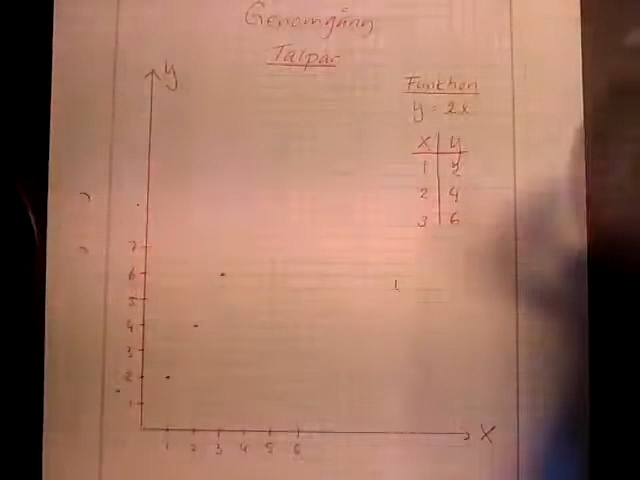 Genomgång
Talpar
y
Funktion
y = 2x
x y
1 2
2 4
3 6
7
6
5
4
3
2
1
1 2 3 4 5 6
x